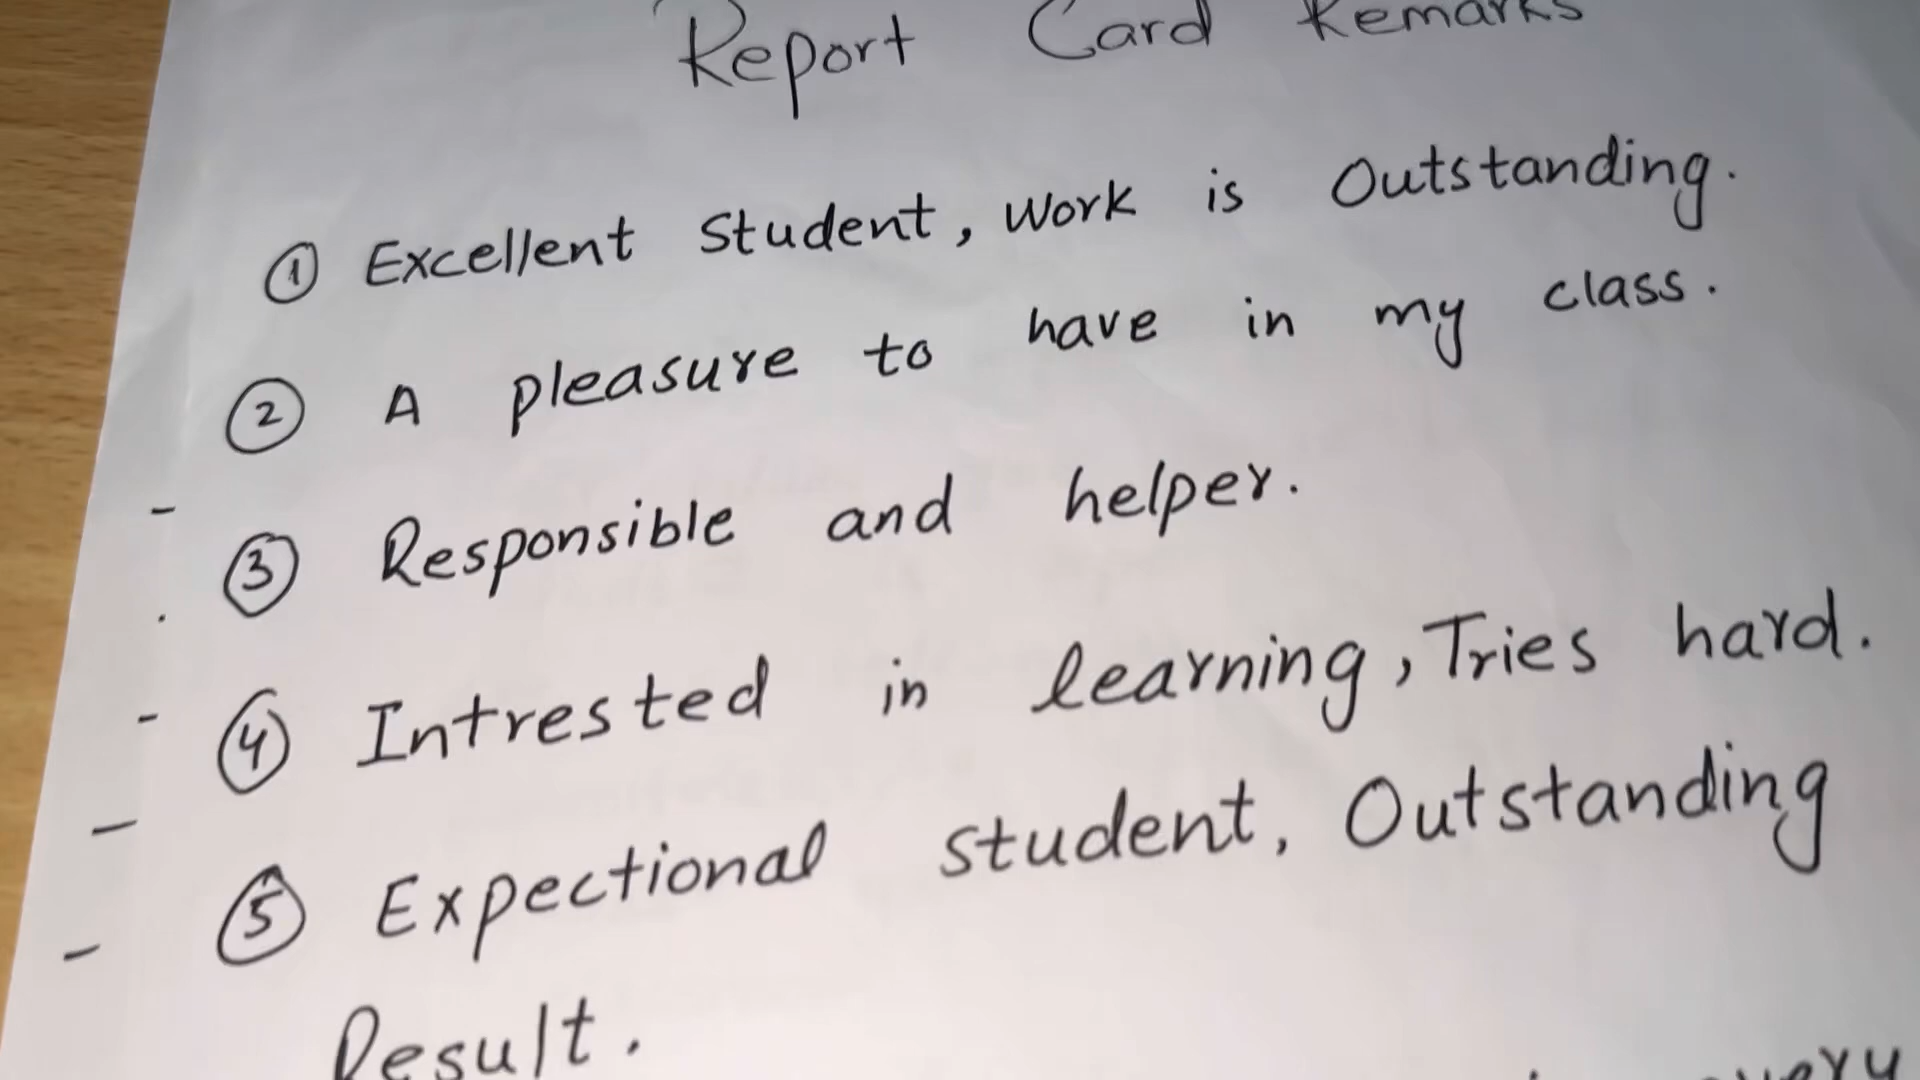 Report Card Remarks
① Excellent Student, Work is Outstanding.
② A pleasure to have in my class.
③ Responsible and helper.
④ Intrested in learning, Tries hard.
⑤ Expectional student, Outstanding
Result.